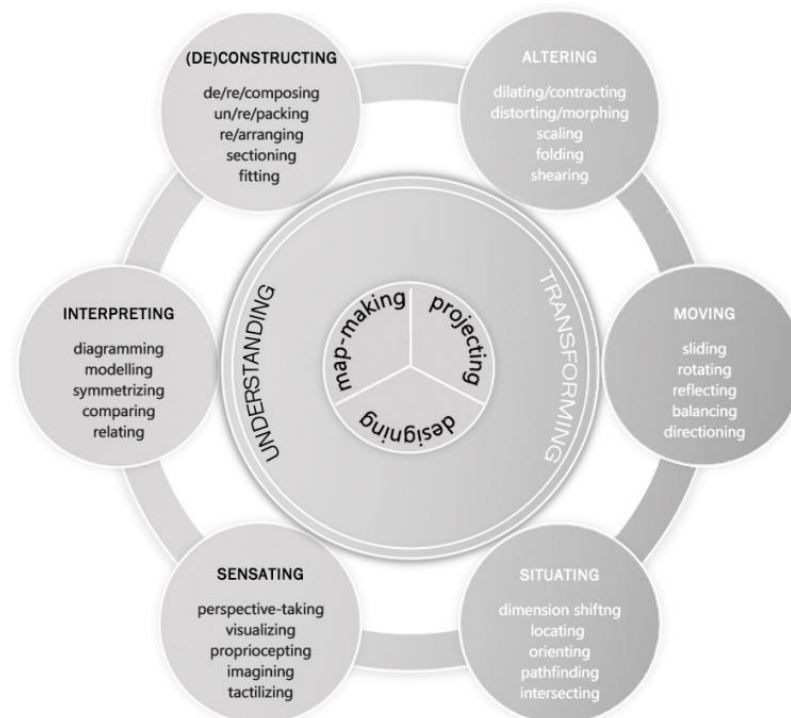 (DE)CONSTRUCTING
de/re/composing
un/re/packing
re/arranging
sectioning
fitting
ALTERING
dilating/contracting
distorting/morphing
scaling
folding
shearing
INTERPRETING
diagramming
modelling
symmetrizing
comparing
relating
UNDERSTANDING
map-making
projecting
designing
TRANSFORMING
MOVING
sliding
rotating
reflecting
balancing
directioning
SENSATING
perspective-taking
visualizing
propriocepting
imagining
tactilizing
SITUATING
dimension shiftng
locating
orienting
pathfinding
intersecting